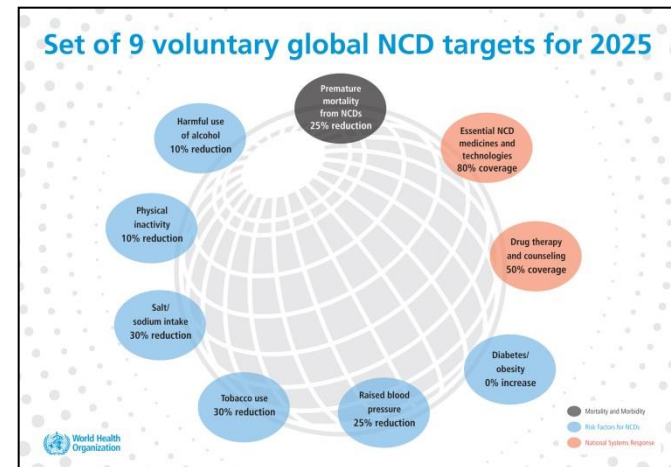 Set of 9 voluntary global NCD targets for 2025
Premature
mortality
from NCDs
25% reduction
Harmful use
of alcohol
10% reduction
Essential NCD
medicines and
technologies
80% coverage
Physical
inactivity
10% reduction
Drug therapy
and counseling
50% coverage
Salt/
sodium intake
30% reduction
Diabetes/
obesity
0% increase
Tobacco use
30% reduction
Raised blood
pressure
25% reduction
Mortality and Morbidity
Risk Factors for NCDs
National Systems Response
World Health
Organization